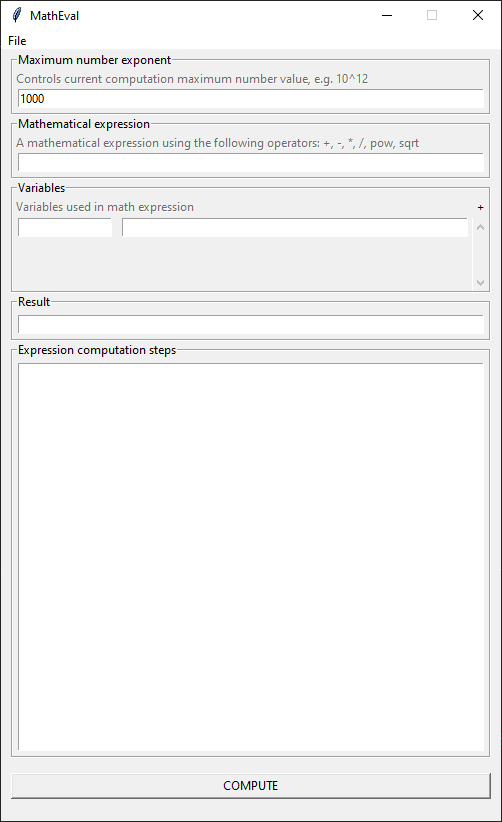 MathEval
File
Maximum number exponent
Controls current computation maximum number value, e.g. 10^12
1000
Mathematical expression
A mathematical expression using the following operators: +, -, *, /, pow, sqrt
Variables
Variables used in math expression
+
Result
Expression computation steps
COMPUTE